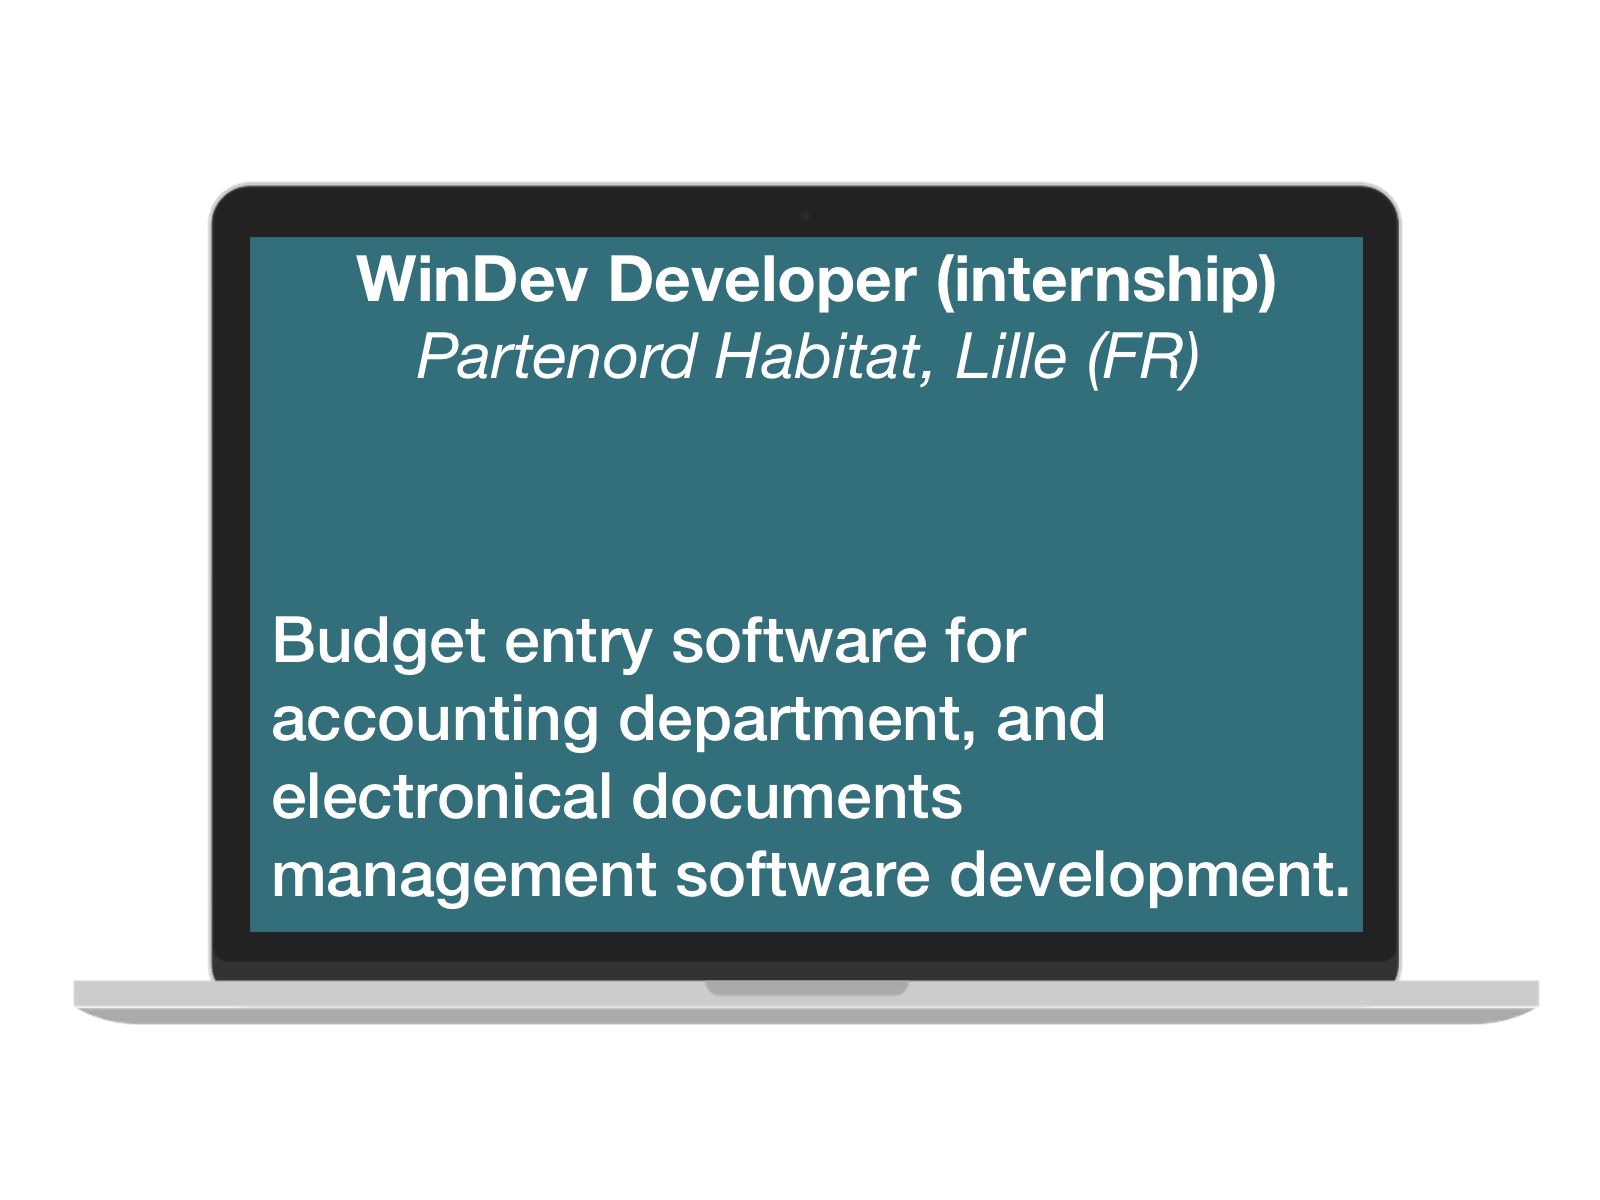 WinDev Developer (internship)
Partenord Habitat, Lille (FR)
Budget entry software for
accounting department, and
electronical documents
management software development.